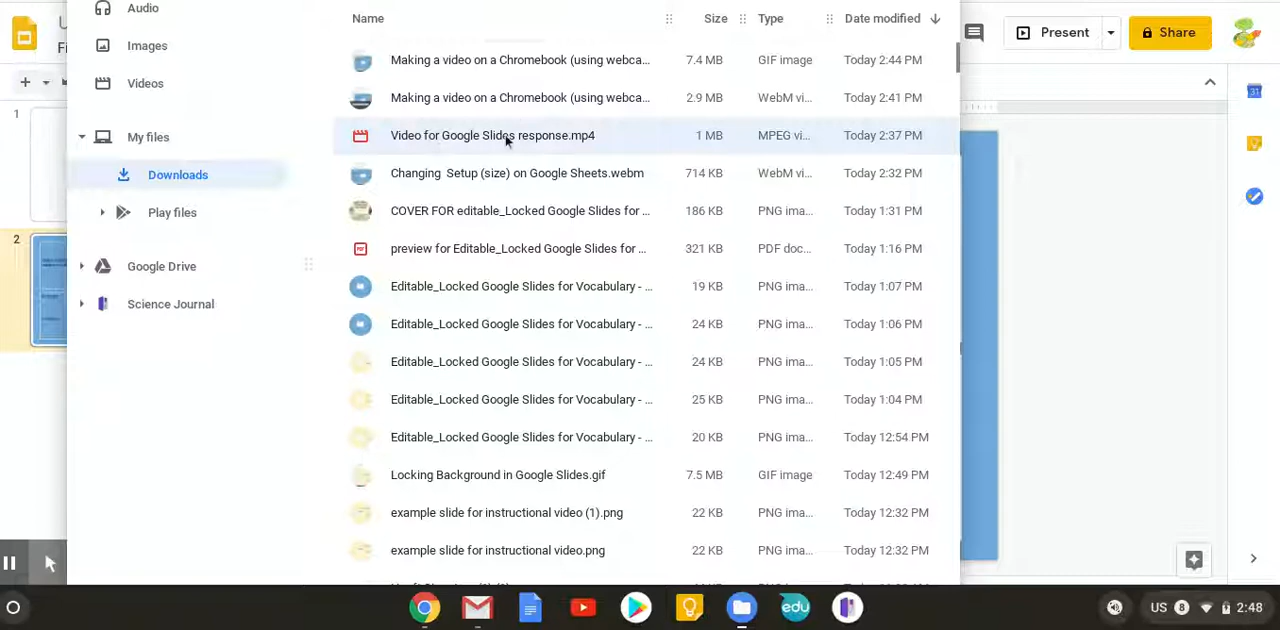 Audio
Images
Videos
My files
Downloads
Play files
Google Drive
Science Journal
Name Size Type Date modified
Making a video on a Chromebook (using webca... 7.4 MB GIF image Today 2:44 PM
Making a video on a Chromebook (using webca... 2.9 MB WebM vi... Today 2:41 PM
Video for Google Slides response.mp4 1 MB MPEG vi... Today 2:37 PM
Changing Setup (size) on Google Sheets.webm 714 KB WebM vi... Today 2:32 PM
COVER FOR editable_Locked Google Slides for ... 186 KB PNG ima... Today 1:31 PM
preview for Editable_Locked Google Slides for ... 321 KB PDF doc... Today 1:16 PM
Editable_Locked Google Slides for Vocabulary - ... 19 KB PNG ima... Today 1:07 PM
Editable_Locked Google Slides for Vocabulary - ... 24 KB PNG ima... Today 1:06 PM
Editable_Locked Google Slides for Vocabulary - ... 24 KB PNG ima... Today 1:05 PM
Editable_Locked Google Slides for Vocabulary - ... 25 KB PNG ima... Today 1:04 PM
Editable_Locked Google Slides for Vocabulary - ... 20 KB PNG ima... Today 12:54 PM
Locking Background in Google Slides.gif 7.5 MB GIF image Today 12:49 PM
example slide for instructional video (1).png 22 KB PNG ima... Today 12:32 PM
example slide for instructional video.png 22 KB PNG ima... Today 12:32 PM
Present
Share
31
1
2
edu
US 8 2:48